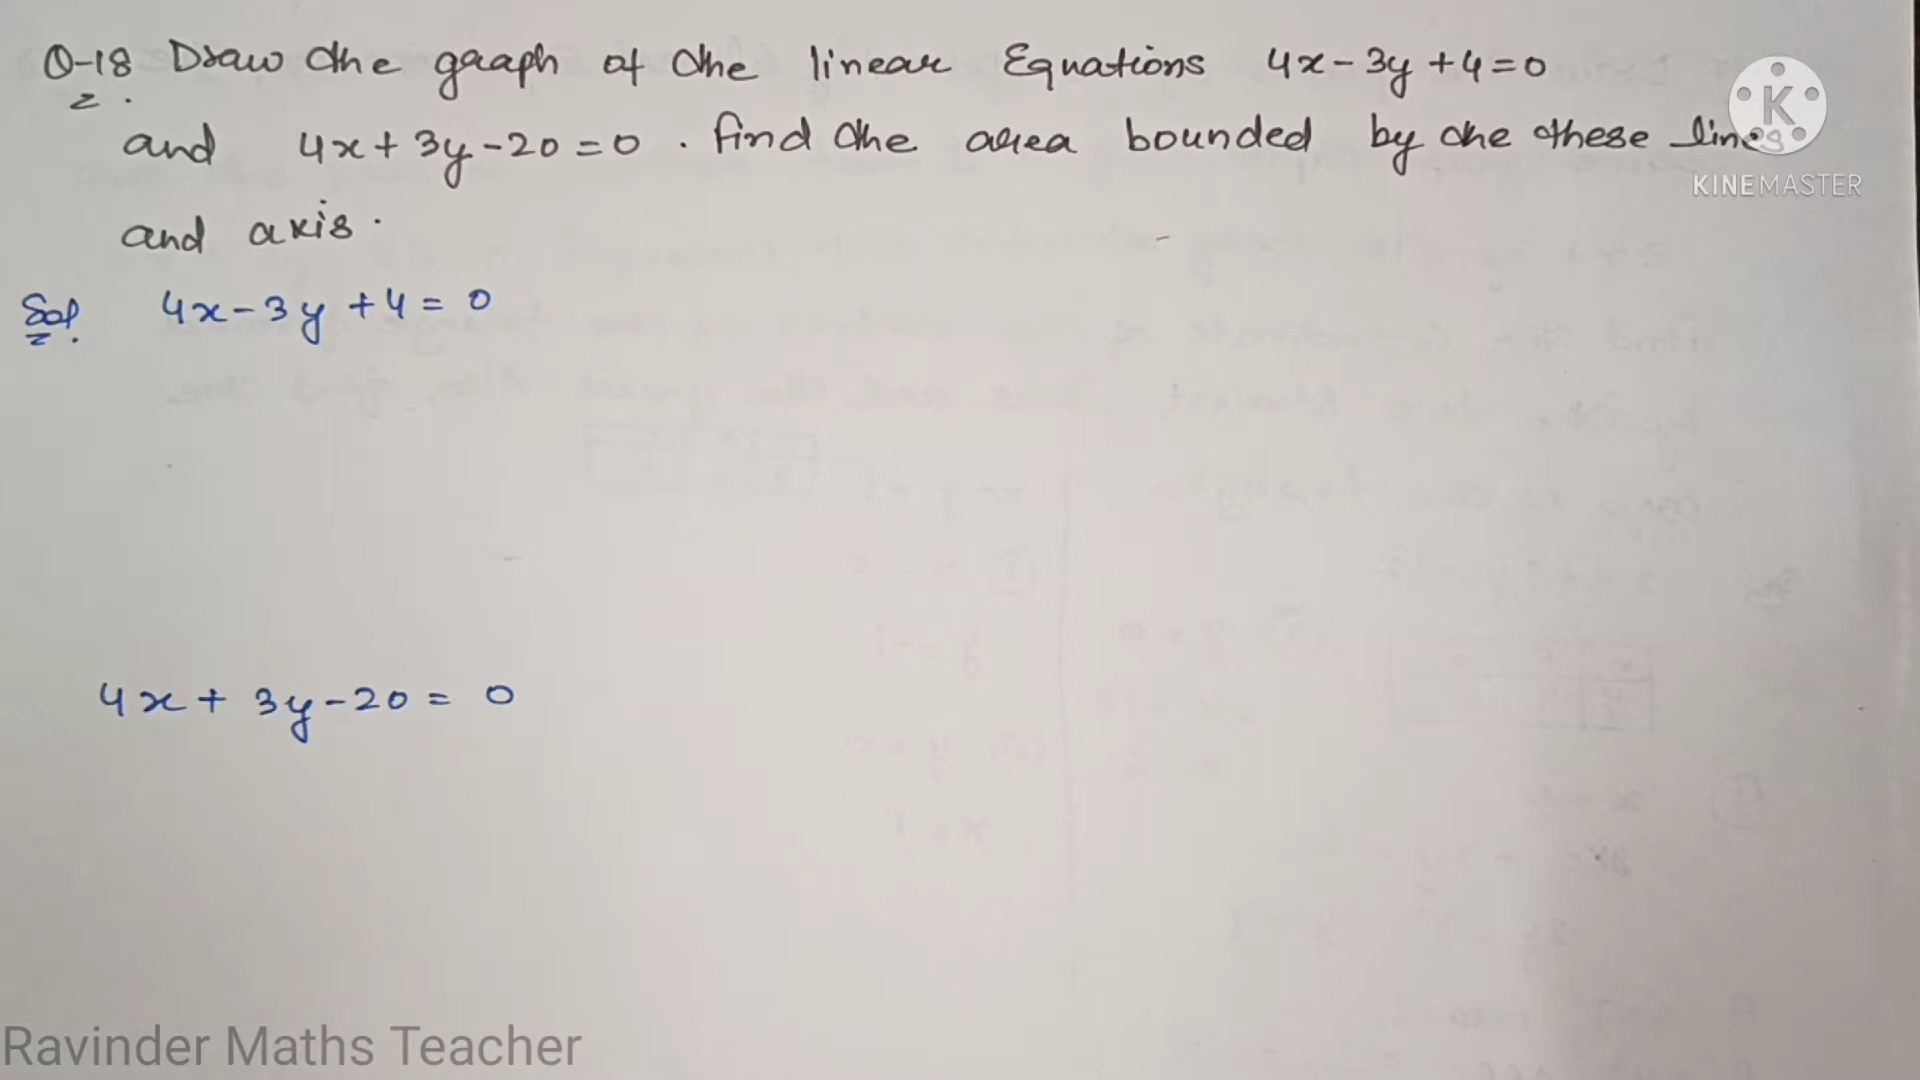 Q-18. Draw the graph of the linear Equations 4x-3y+4=0
and 4x+3y-20=0. find the area bounded by the these lines
and axis.
Sol. 4x-3y+4=0
4x+3y-20=0
KINEMASTER
Ravinder Maths Teacher